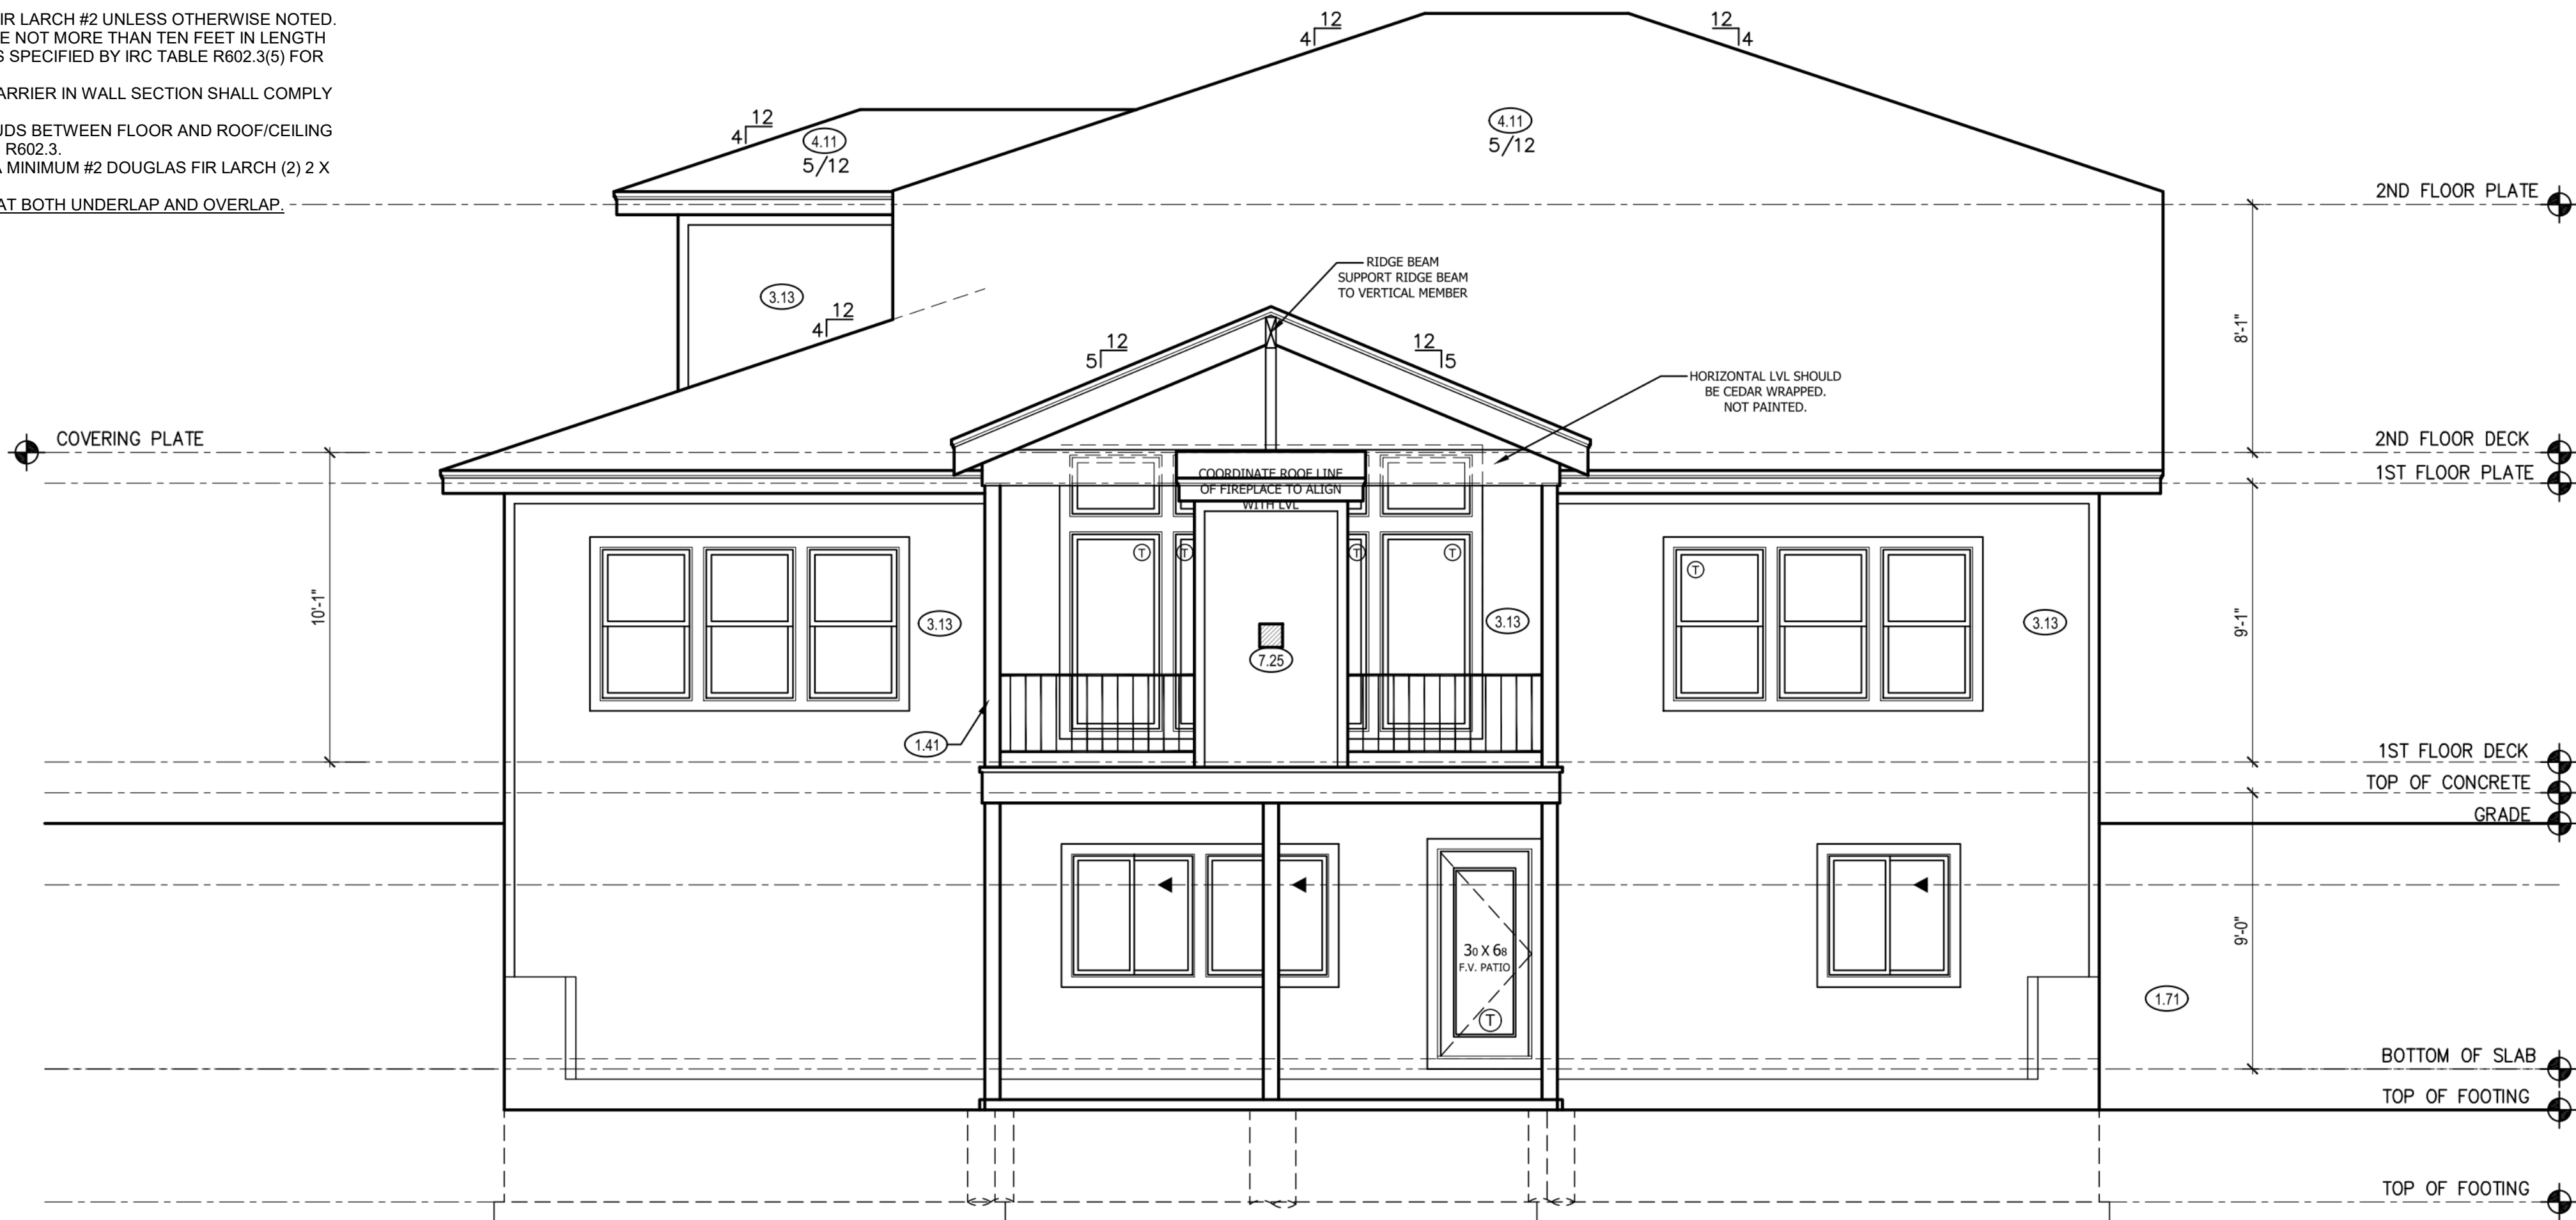 IR LARCH #2 UNLESS OTHERWISE NOTED.
E NOT MORE THAN TEN FEET IN LENGTH
S SPECIFIED BY IRC TABLE R602.3(5) FOR
ARRIER IN WALL SECTION SHALL COMPLY
UDS BETWEEN FLOOR AND ROOF/CEILING
R602.3.
A MINIMUM #2 DOUGLAS FIR LARCH (2) 2 X
AT BOTH UNDERLAP AND OVERLAP.
12
4
12
4
12
4
4.11
5/12
4.11
5/12
2ND FLOOR PLATE
RIDGE BEAM
SUPPORT RIDGE BEAM
TO VERTICAL MEMBER
3.13
12
4
12
5
12
5
8'-1"
HORIZONTAL LVL SHOULD
BE CEDAR WRAPPED.
NOT PAINTED.
COVERING PLATE
2ND FLOOR DECK
1ST FLOOR PLATE
COORDINATE ROOF LINE
OF FIREPLACE TO ALIGN
WITH LVL
T
T
T
T
T
10'-1"
3.13
3.13
3.13
9'-1"
7.25
1.41
1ST FLOOR DECK
TOP OF CONCRETE
GRADE
30 X 68
F.V. PATIO
T
9'-0"
1.71
BOTTOM OF SLAB
TOP OF FOOTING
TOP OF FOOTING